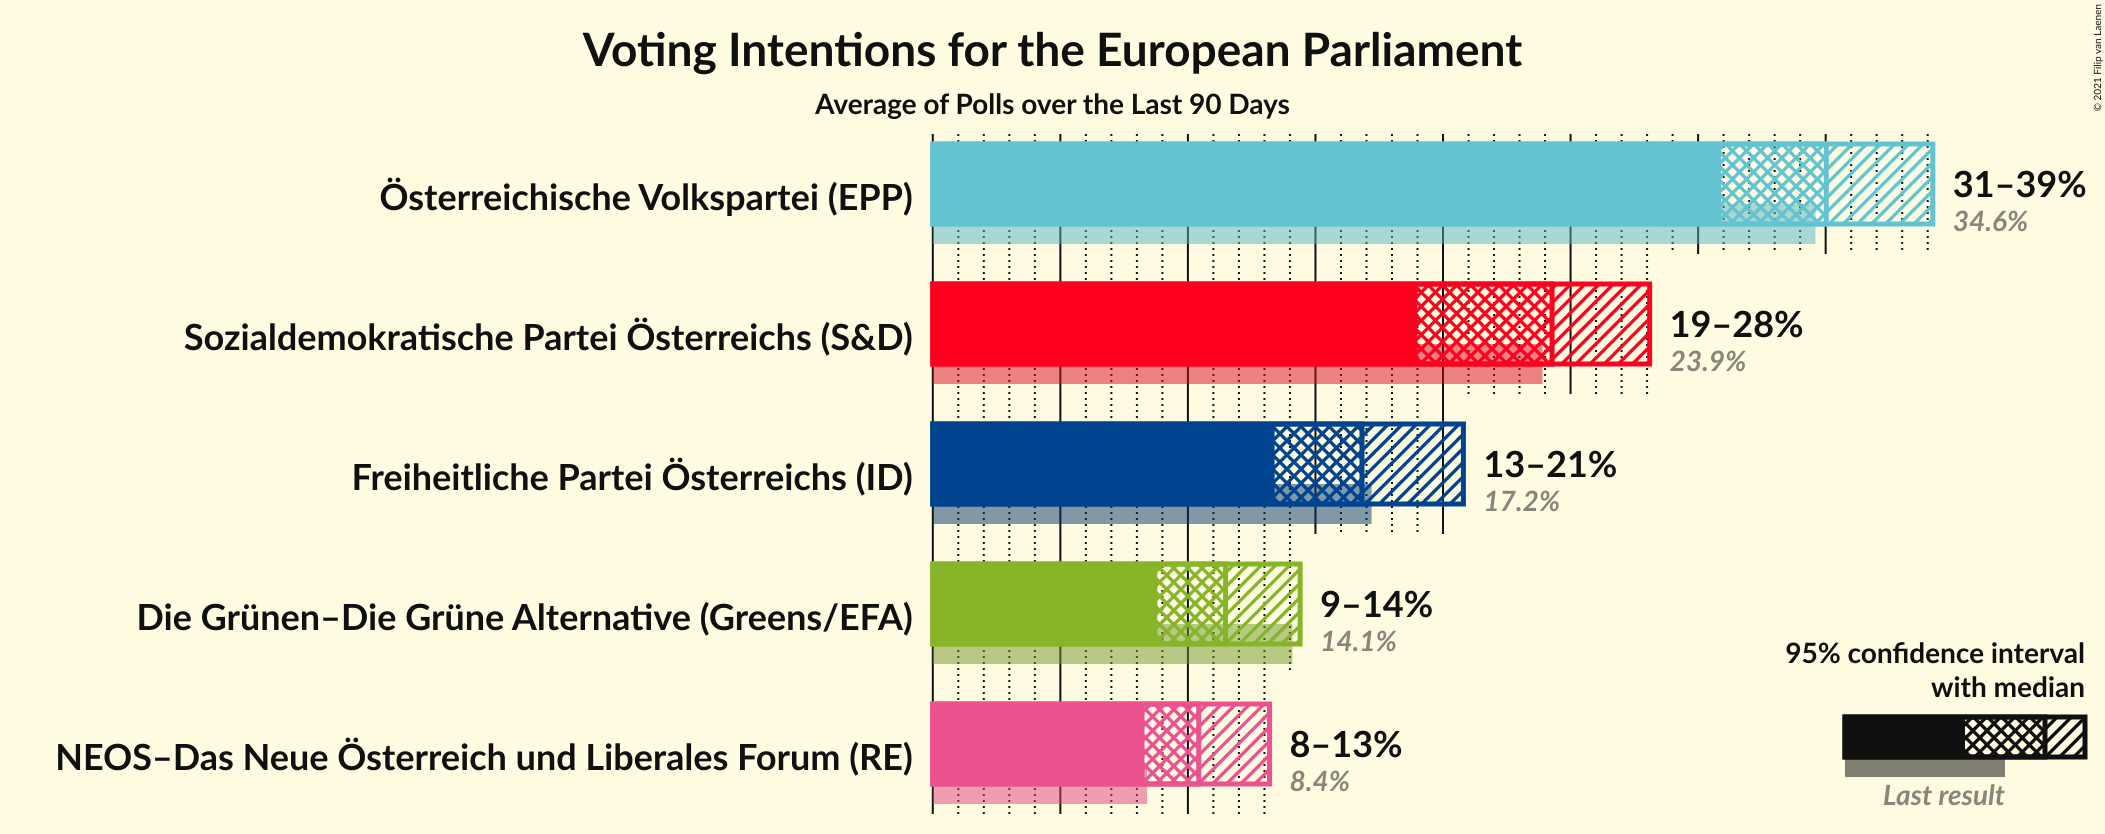 Voting Intentions for the European Parliament
Average of Polls over the Last 90 Days
© 2021 Filip van Laenen
Österreichische Volkspartei (EPP)
31–39%
34.6%
Sozialdemokratische Partei Österreichs (S&D)
19–28%
23.9%
Freiheitliche Partei Österreichs (ID)
13–21%
17.2%
Die Grünen–Die Grüne Alternative (Greens/EFA)
9–14%
14.1%
NEOS–Das Neue Österreich und Liberales Forum (RE)
8–13%
8.4%
95% confidence interval
with median
Last result